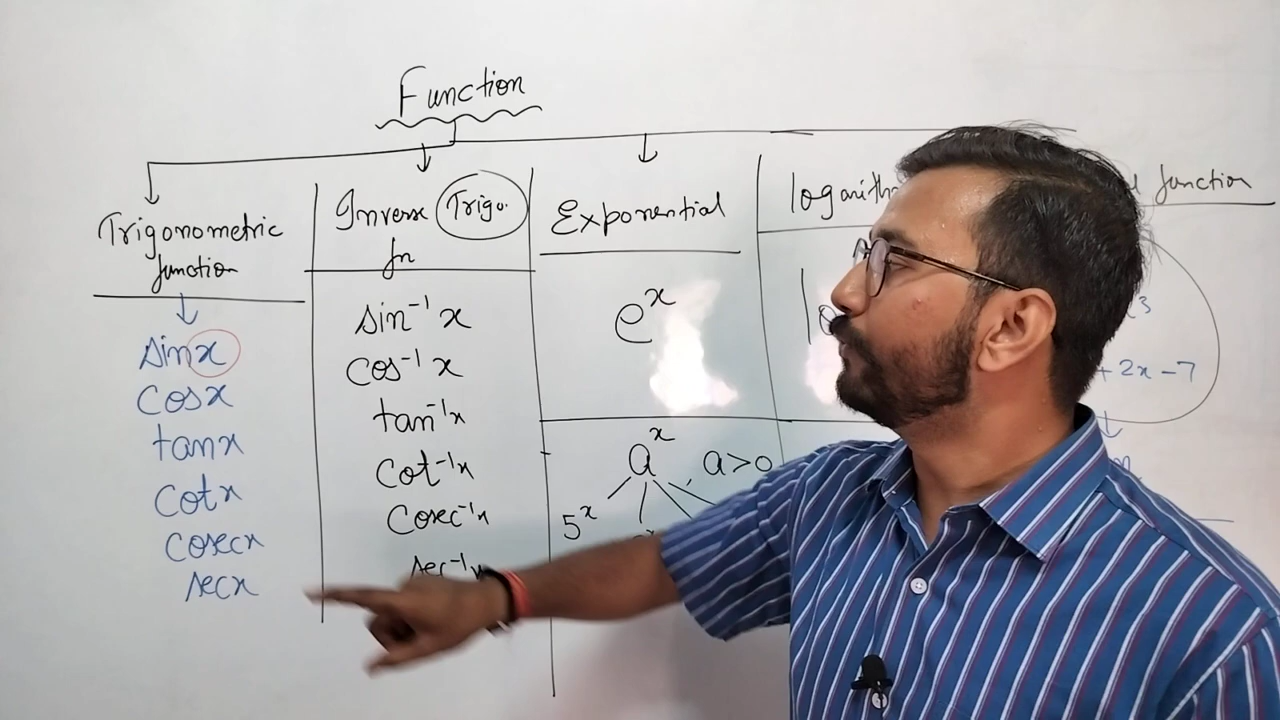 Function
Trigonometric
function
sinx
cosx
tanx
cotx
cosecx
secx
Inverse Trigo.
fn
sin⁻¹x
cos⁻¹x
tan⁻¹x
cot⁻¹x
cosec⁻¹x
sec⁻¹x
Exponential
eˣ
aˣ, a>0
5ˣ
function
+ 2x - 7